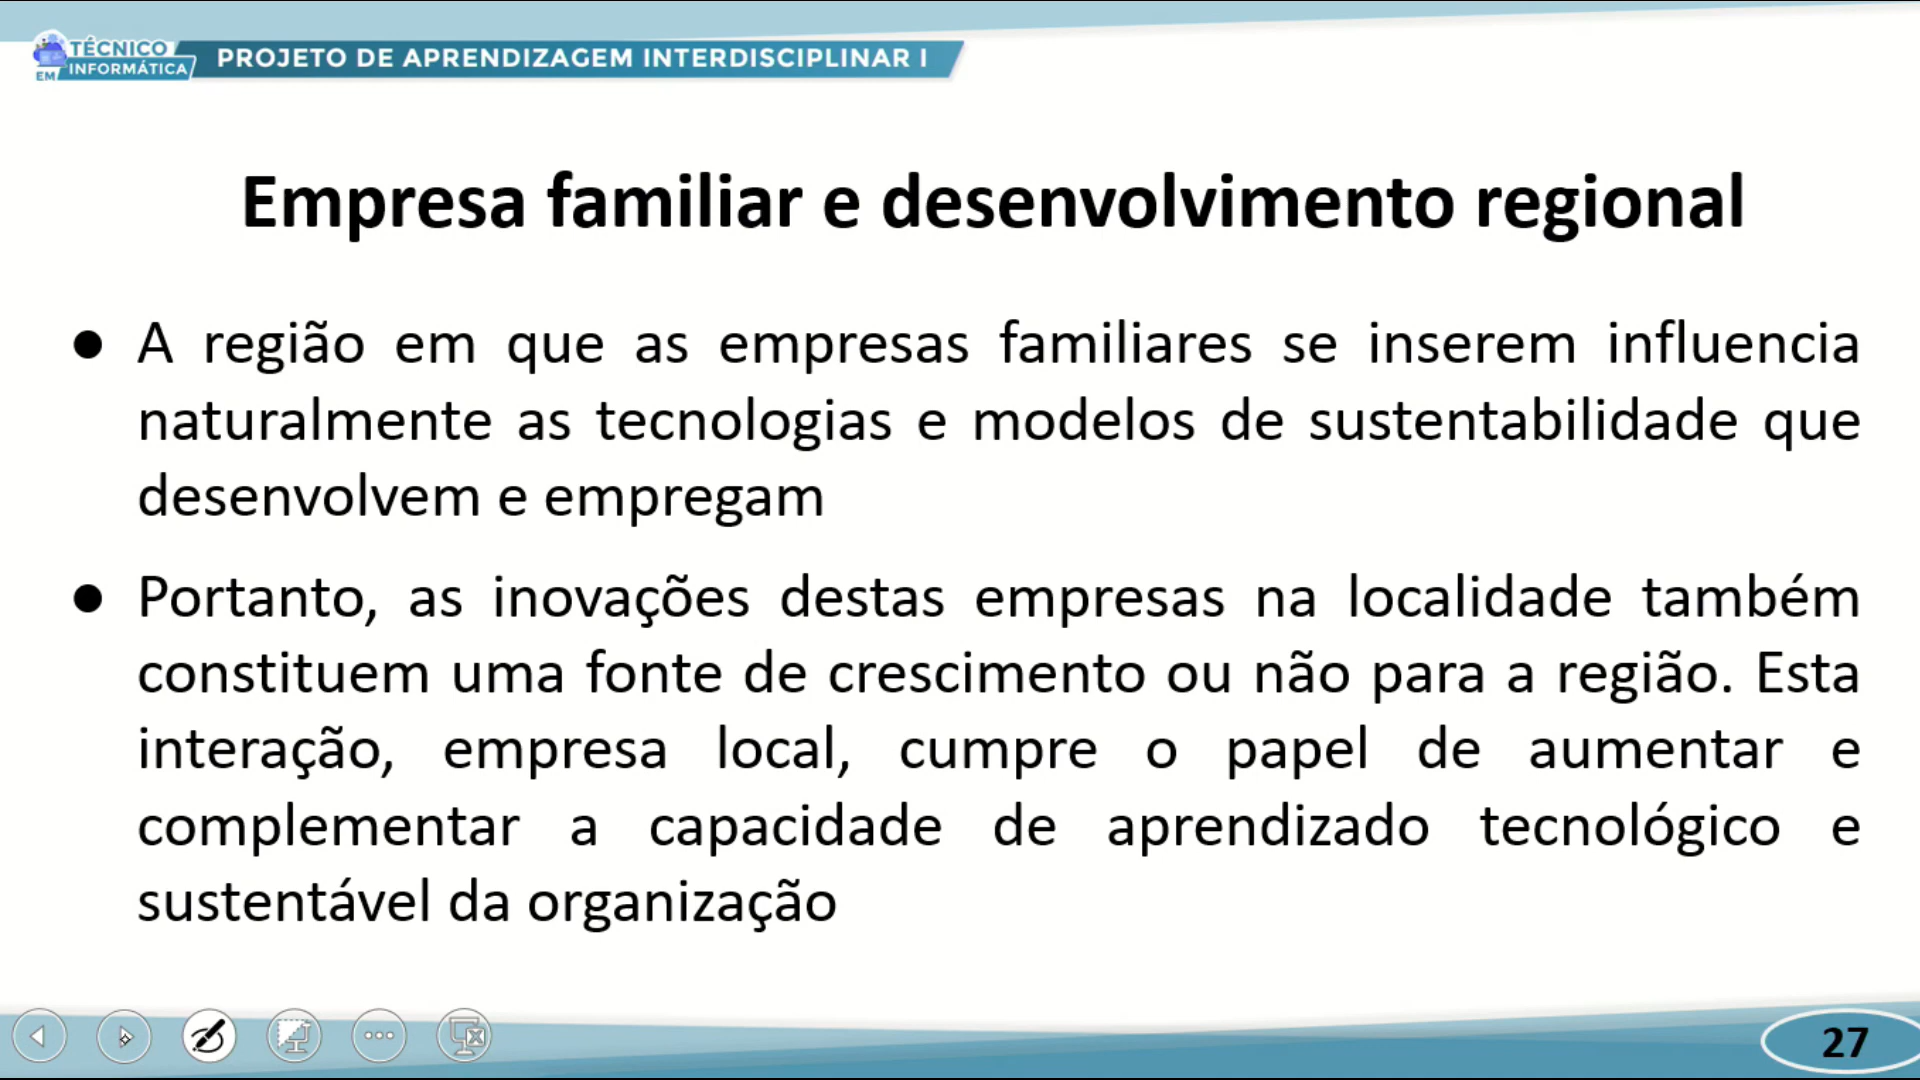 TÉCNICO
EM INFORMÁTICA
PROJETO DE APRENDIZAGEM INTERDISCIPLINAR I
Empresa familiar e desenvolvimento regional
● A região em que as empresas familiares se inserem influencia
naturalmente as tecnologias e modelos de sustentabilidade que
desenvolvem e empregam
● Portanto, as inovações destas empresas na localidade também
constituem uma fonte de crescimento ou não para a região. Esta
interação, empresa local, cumpre o papel de aumentar e
complementar a capacidade de aprendizado tecnológico e
sustentável da organização
27